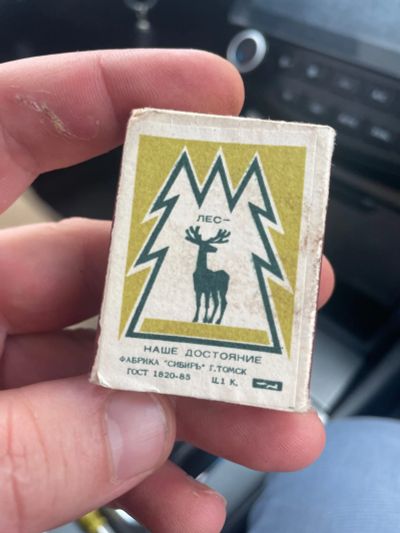 ЛЕС-
НАШЕ ДОСТОЯНИЕ
ФАБРИКА "СИБИРЬ" Г.ТОМСК
ГОСТ 1820-85 Ц.1 К.